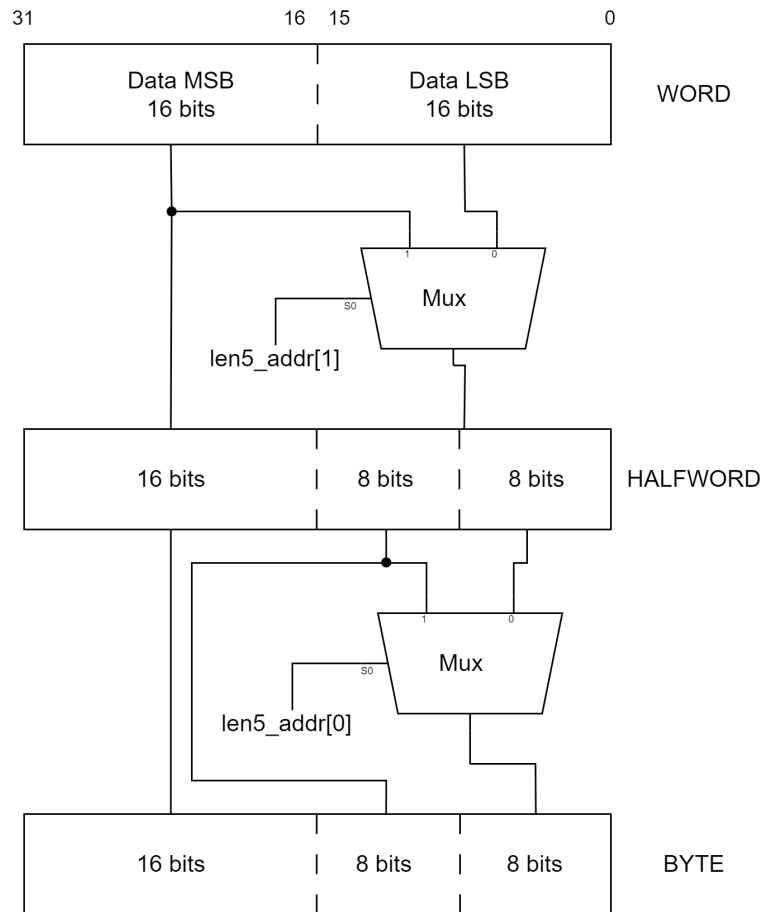 31 16 15 0
Data MSB
16 bits
Data LSB
16 bits
WORD
1 0
S0
Mux
len5_addr[1]
16 bits 8 bits 8 bits HALFWORD
1 0
S0
Mux
len5_addr[0]
16 bits 8 bits 8 bits BYTE